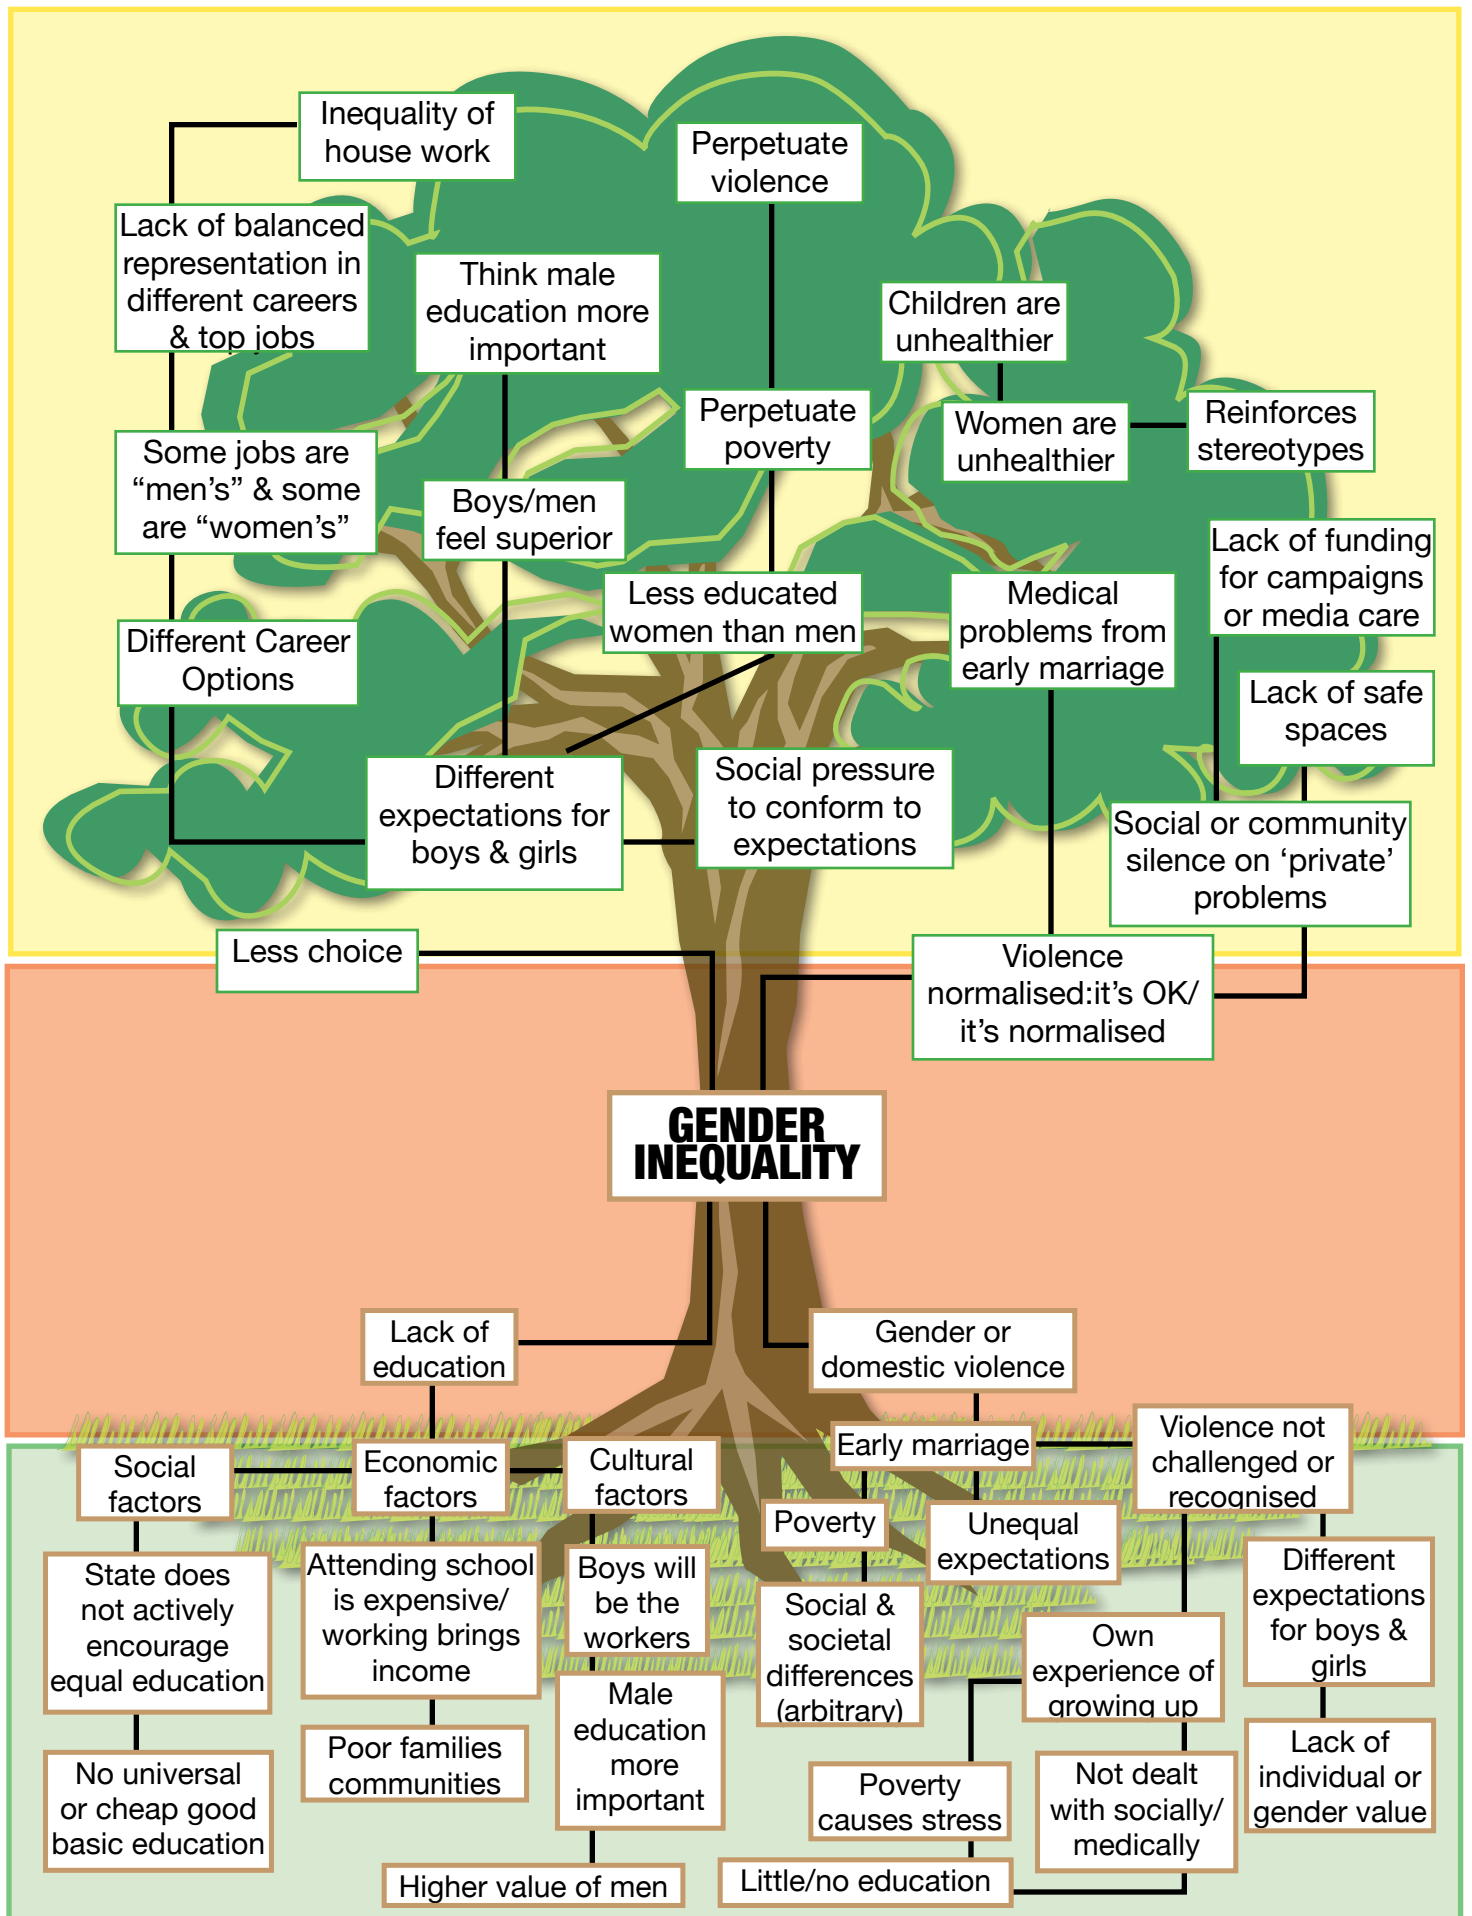 Inequality of
house work
Perpetuate
violence
Lack of balanced
representation in
different careers
& top jobs
Think male
education more
important
Children are
unhealthier
Perpetuate
poverty
Women are
unhealthier
Reinforces
stereotypes
Some jobs are
“men’s” & some
are “women’s”
Boys/men
feel superior
Lack of funding
for campaigns
or media care
Less educated
women than men
Medical
problems from
early marriage
Different Career
Options
Lack of safe
spaces
Different
expectations for
boys & girls
Social pressure
to conform to
expectations
Social or community
silence on ‘private’
problems
Less choice
Violence
normalised:it’s OK/
it’s normalised
GENDER
INEQUALITY
Lack of
education
Gender or
domestic violence
Social
factors
Economic
factors
Cultural
factors
Early marriage
Violence not
challenged or
recognised
Poverty
Unequal
expectations
State does
not actively
encourage
equal education
Attending school
is expensive/
working brings
income
Boys will
be the
workers
Social &
societal
differences
(arbitrary)
Different
expectations
for boys &
girls
Own
experience of
growing up
Male
education
more
important
Poor families
communities
No universal
or cheap good
basic education
Poverty
causes stress
Not dealt
with socially/
medically
Lack of
individual or
gender value
Higher value of men
Little/no education